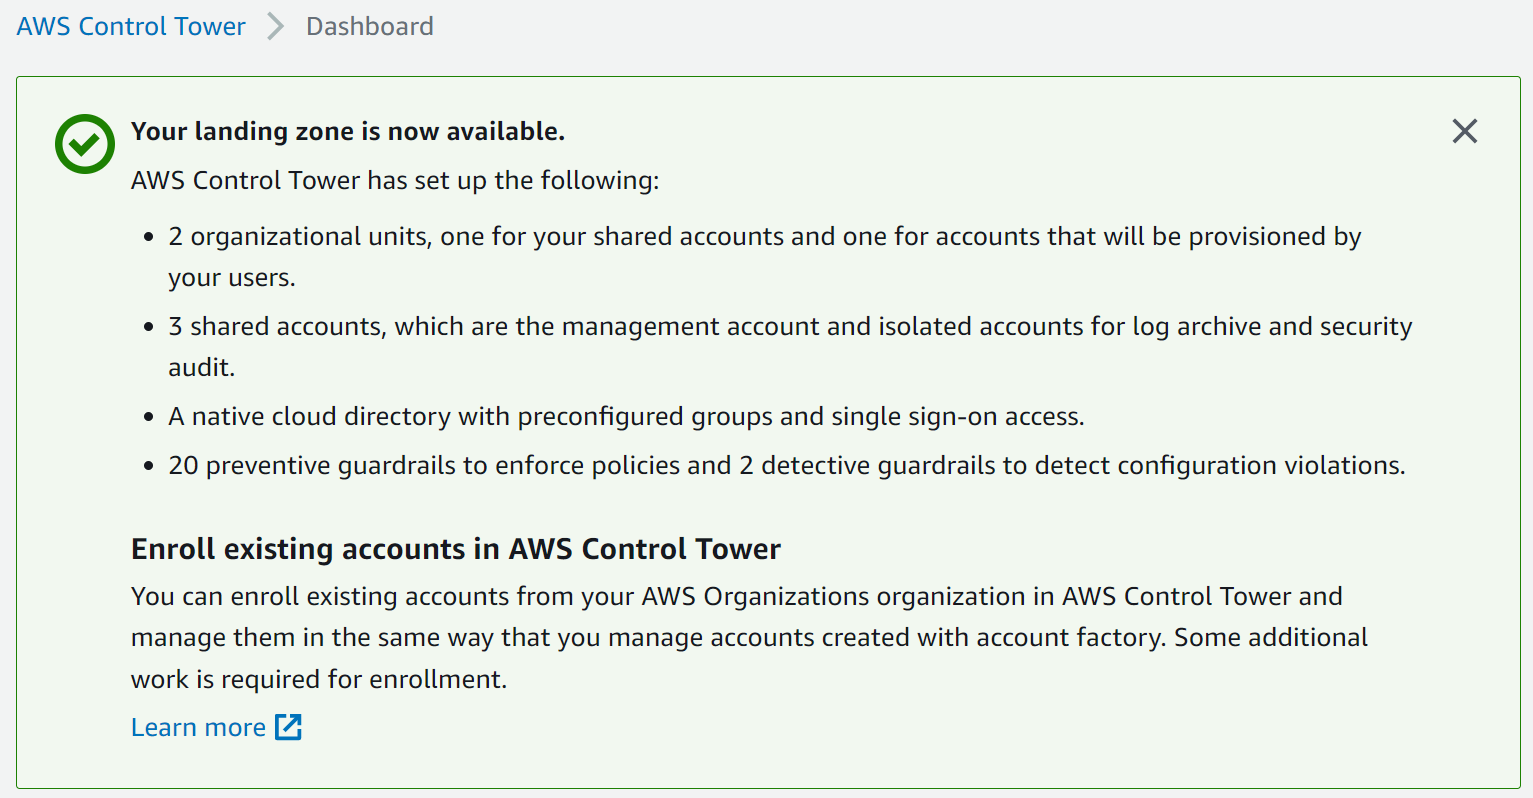 AWS Control Tower > Dashboard
Your landing zone is now available.
AWS Control Tower has set up the following:
• 2 organizational units, one for your shared accounts and one for accounts that will be provisioned by
your users.
• 3 shared accounts, which are the management account and isolated accounts for log archive and security
audit.
• A native cloud directory with preconfigured groups and single sign-on access.
• 20 preventive guardrails to enforce policies and 2 detective guardrails to detect configuration violations.
Enroll existing accounts in AWS Control Tower
You can enroll existing accounts from your AWS Organizations organization in AWS Control Tower and
manage them in the same way that you manage accounts created with account factory. Some additional
work is required for enrollment.
Learn more